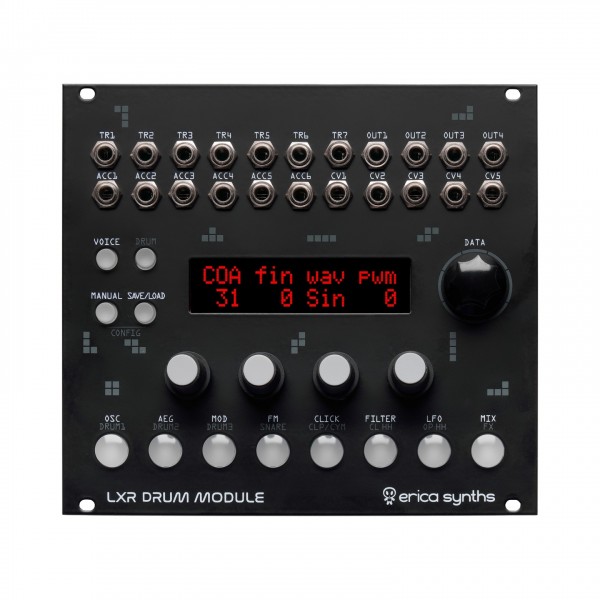 TR1 TR2 TR3 TR4 TR5 TR6 TR7 OUT1 OUT2 OUT3 OUT4
ACC1 ACC2 ACC3 ACC4 ACC5 ACC6 CV1 CV2 CV3 CV4 CV5
VOICE DRUM DATA
COA fin wav pwm
31 0 Sin 0
MANUAL SAVE/LOAD
CONFIG
OSC AEG MOD FM CLICK FILTER LFO MIX
DRUM1 DRUM2 DRUM3 SNARE CLP/CYM CL HH OP HH FX
LXR DRUM MODULE erica synths